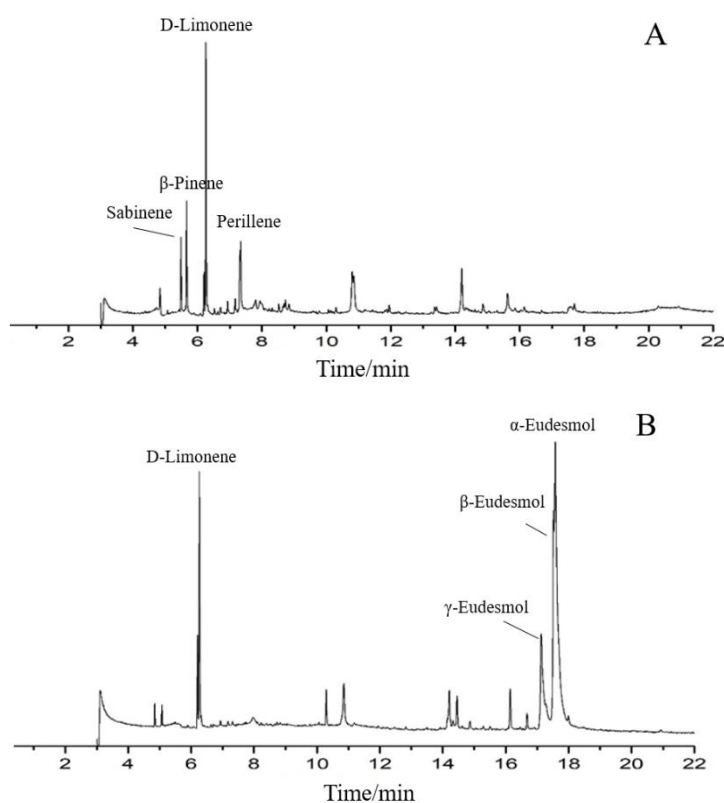 A
D-Limonene
β-Pinene
Sabinene
Perillene
2 4 6 8 10 12 14 16 18 20 22
Time/min
B
α-Eudesmol
D-Limonene
β-Eudesmol
γ-Eudesmol
2 4 6 8 10 12 14 16 18 20 22
Time/min